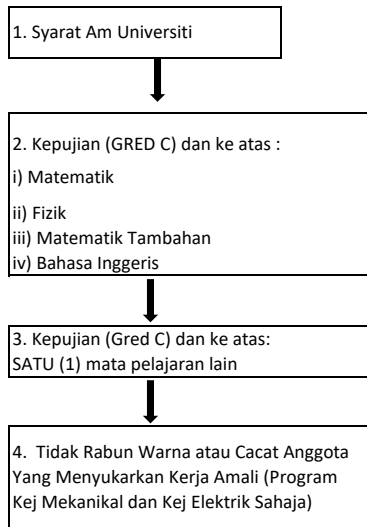 1. Syarat Am Universiti
2. Kepujian (GRED C) dan ke atas :
i) Matematik
ii) Fizik
iii) Matematik Tambahan
iv) Bahasa Inggeris
3. Kepujian (Gred C) dan ke atas:
SATU (1) mata pelajaran lain
4. Tidak Rabun Warna atau Cacat Anggota
Yang Menyukarkan Kerja Amali (Program
Kej Mekanikal dan Kej Elektrik Sahaja)